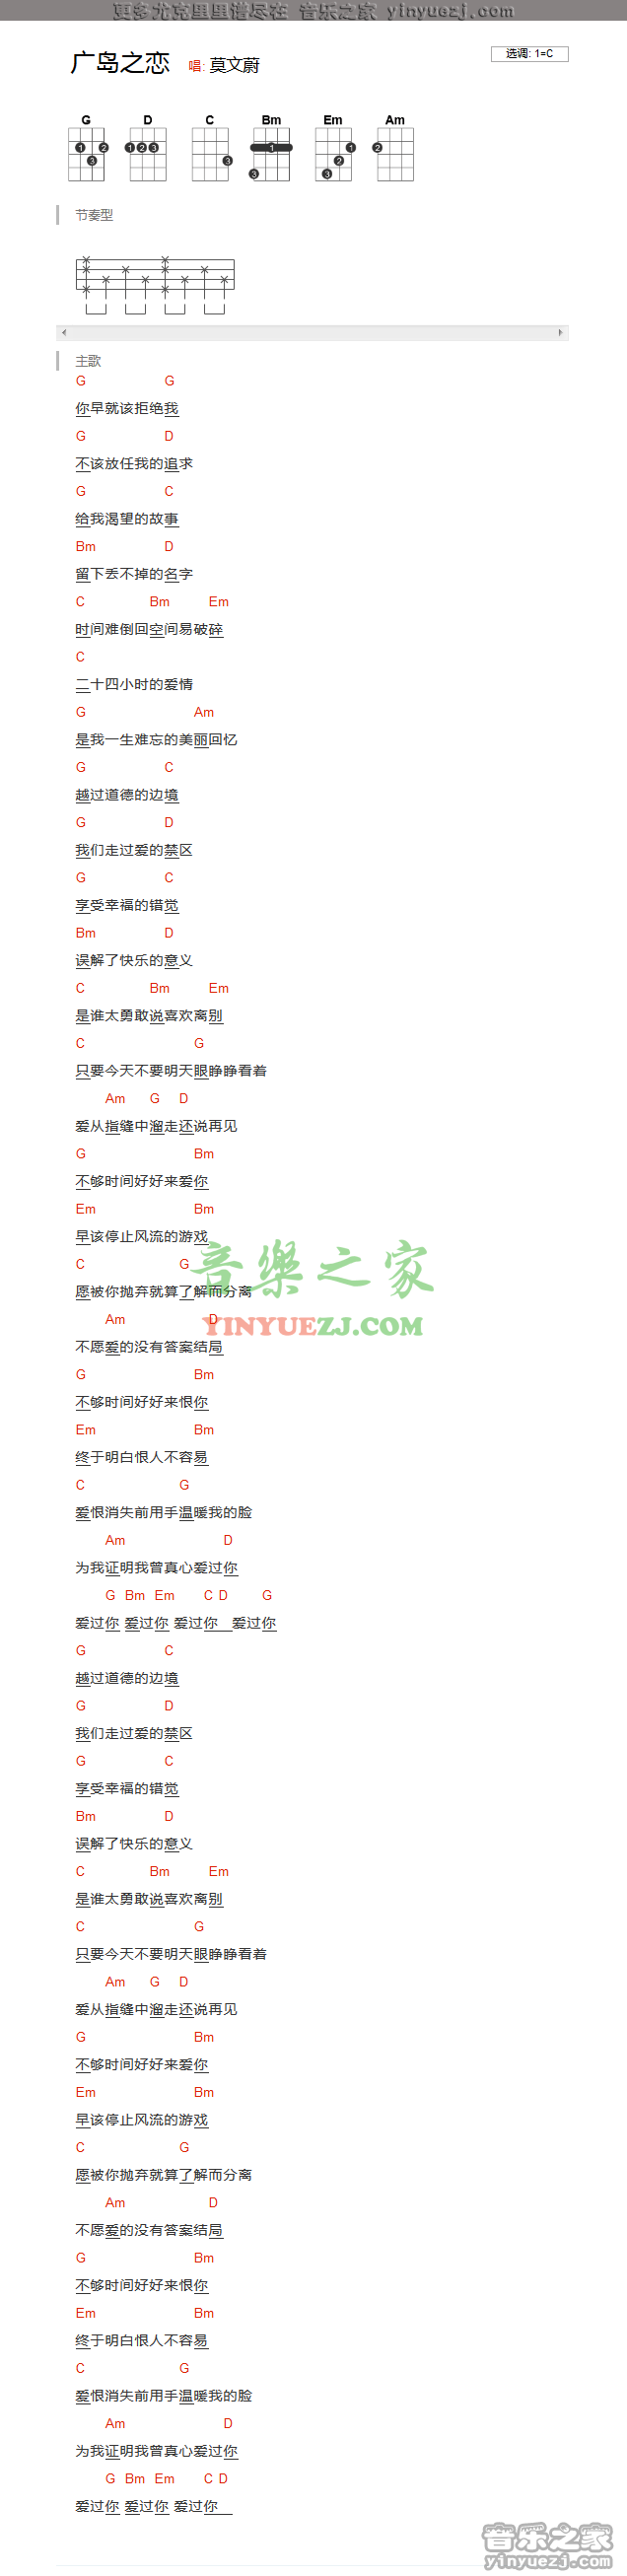 更多尤克里里谱尽在 音乐之家 yinyuezj.com
广岛之恋 唱: 莫文蔚
选调: 1=C
G D C Bm Em Am
1 2 3 1 2 3 3 1 3 1 2 3 2
节奏型
主歌
G G
你早就该拒绝我
G D
不该放任我的追求
G C
给我渴望的故事
Bm D
留下丢不掉的名字
C Bm Em
时间难倒回空间易破碎
C
二十四小时的爱情
G Am
是我一生难忘的美丽回忆
G C
越过道德的边境
G D
我们走过爱的禁区
G C
享受幸福的错觉
Bm D
误解了快乐的意义
C Bm Em
是谁太勇敢说喜欢离别
C G
只要今天不要明天眼睁睁看着
Am G D
爱从指缝中溜走还说再见
G Bm
不够时间好好来爱你
Em Bm
早该停止风流的游戏
C G
愿被你抛弃就算了解而分离
Am D
不愿爱的没有答案结局
G Bm
不够时间好好来恨你
Em Bm
终于明白恨人不容易
C G
爱恨消失前用手温暖我的脸
Am D
为我证明我曾真心爱过你
G Bm Em C D G
爱过你 爱过你 爱过你 爱过你
G C
越过道德的边境
G D
我们走过爱的禁区
G C
享受幸福的错觉
Bm D
误解了快乐的意义
C Bm Em
是谁太勇敢说喜欢离别
C G
只要今天不要明天眼睁睁看着
Am G D
爱从指缝中溜走还说再见
G Bm
不够时间好好来爱你
Em Bm
早该停止风流的游戏
C G
愿被你抛弃就算了解而分离
Am D
不愿爱的没有答案结局
G Bm
不够时间好好来恨你
Em Bm
终于明白恨人不容易
C G
爱恨消失前用手温暖我的脸
Am D
为我证明我曾真心爱过你
G Bm Em C D
爱过你 爱过你 爱过你
音樂之家
YINYUEZJ.COM
音乐之家
yinyuezj.com